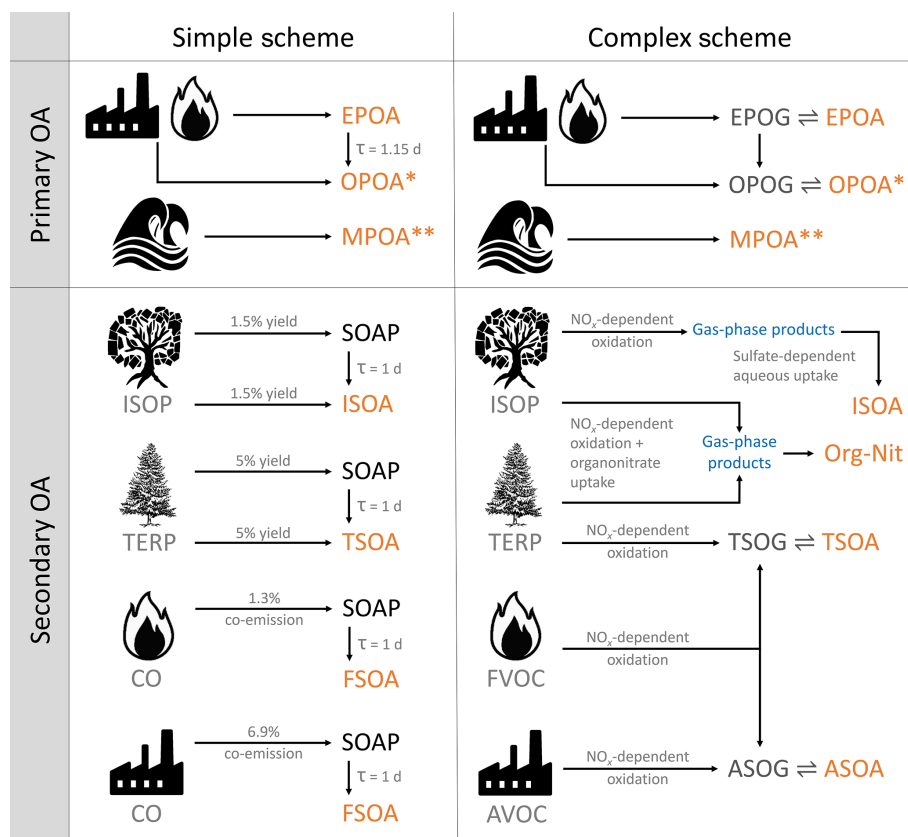 Simple scheme
Complex scheme
Primary OA
EPOA
τ = 1.15 d
OPOA*
MPOA**
EPOG ⇌ EPOA
OPOG ⇌ OPOA*
MPOA**
Secondary OA
1.5% yield
SOAP
τ = 1 d
ISOP
1.5% yield
ISOA
5% yield
SOAP
τ = 1 d
TERP
5% yield
TSOA
1.3%
co-emission
SOAP
τ = 1 d
CO
FSOA
6.9%
co-emission
SOAP
τ = 1 d
CO
FSOA
NOx-dependent
oxidation
Gas-phase products
Sulfate-dependent
aqueous uptake
ISOP
ISOA
NOx-dependent
oxidation +
organonitrate
uptake
Gas-phase
products
Org-Nit
TERP
NOx-dependent
oxidation
TSOG ⇌ TSOA
NOx-dependent
oxidation
FVOC
NOx-dependent
oxidation
ASOG ⇌ ASOA
AVOC